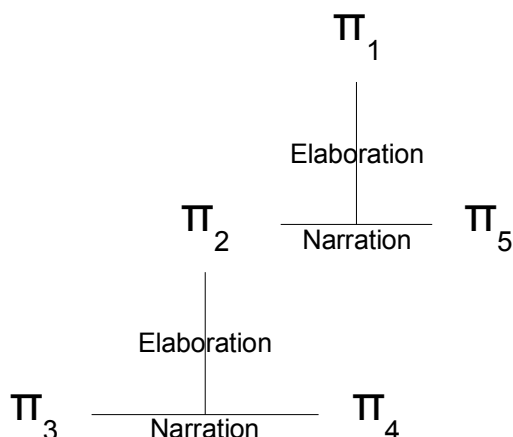 π1
Elaboration
π2 Narration π5
Elaboration
π3 Narration π4